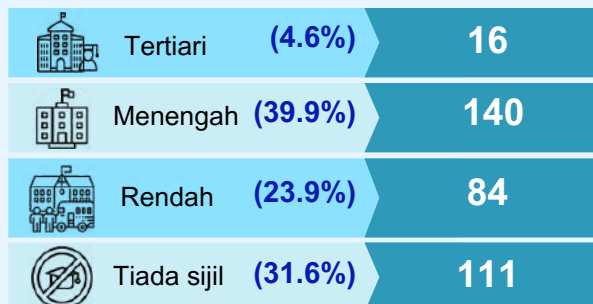 Tertiari (4.6%) 16
Menengah (39.9%) 140
Rendah (23.9%) 84
Tiada sijil (31.6%) 111